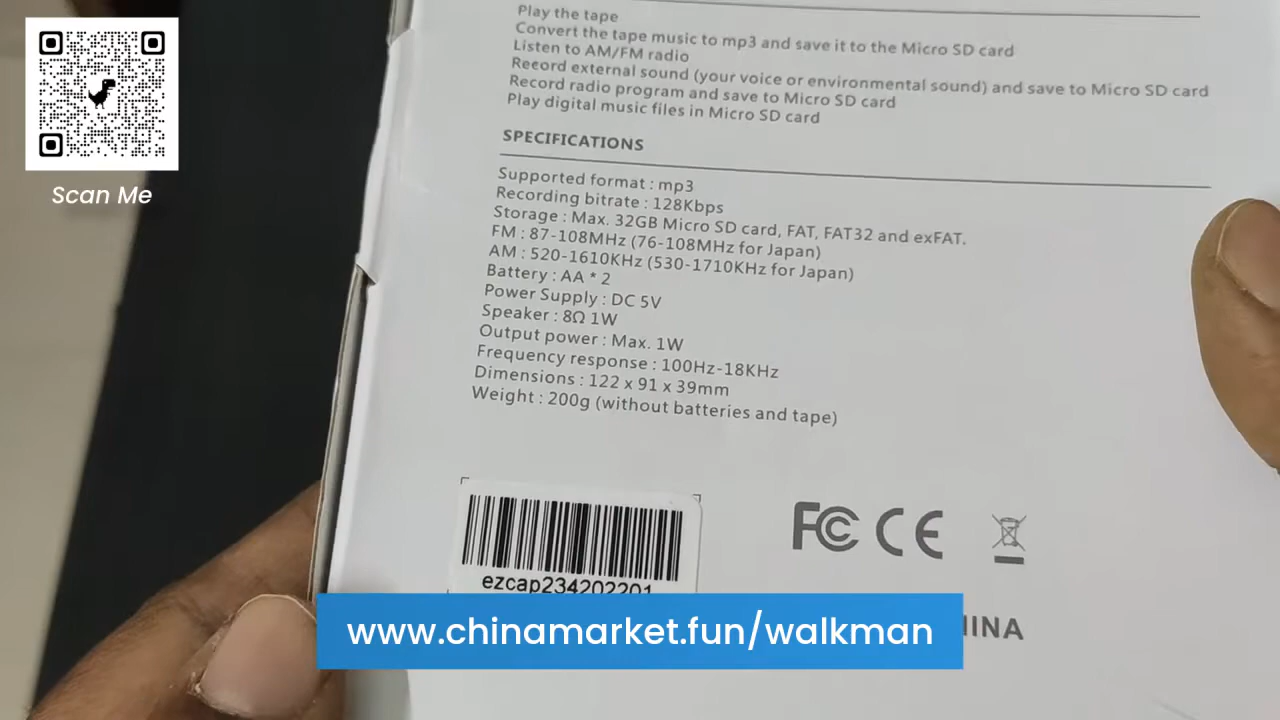 Scan Me
Play the tape
Convert the tape music to mp3 and save it to the Micro SD card
Listen to AM/FM radio
Reeord external sound (your voice or environmental sound) and save to Micro SD card
Record radio program and save to Micro SD card
Play digital music files in Micro SD card
SPECIFICATIONS
Supported format : mp3
Recording bitrate : 128Kbps
Storage : Max. 32GB Micro SD card, FAT, FAT32 and exFAT.
FM : 87-108MHz (76-108MHz for Japan)
AM : 520-1610KHz (530-1710KHz for Japan)
Battery : AA * 2
Power Supply : DC 5V
Speaker : 8Ω 1W
Output power : Max. 1W
Frequency response : 100Hz-18KHz
Dimensions : 122 x 91 x 39mm
Weight : 200g (without batteries and tape)
FC CE
ezcap234202201
www.chinamarket.fun/walkman